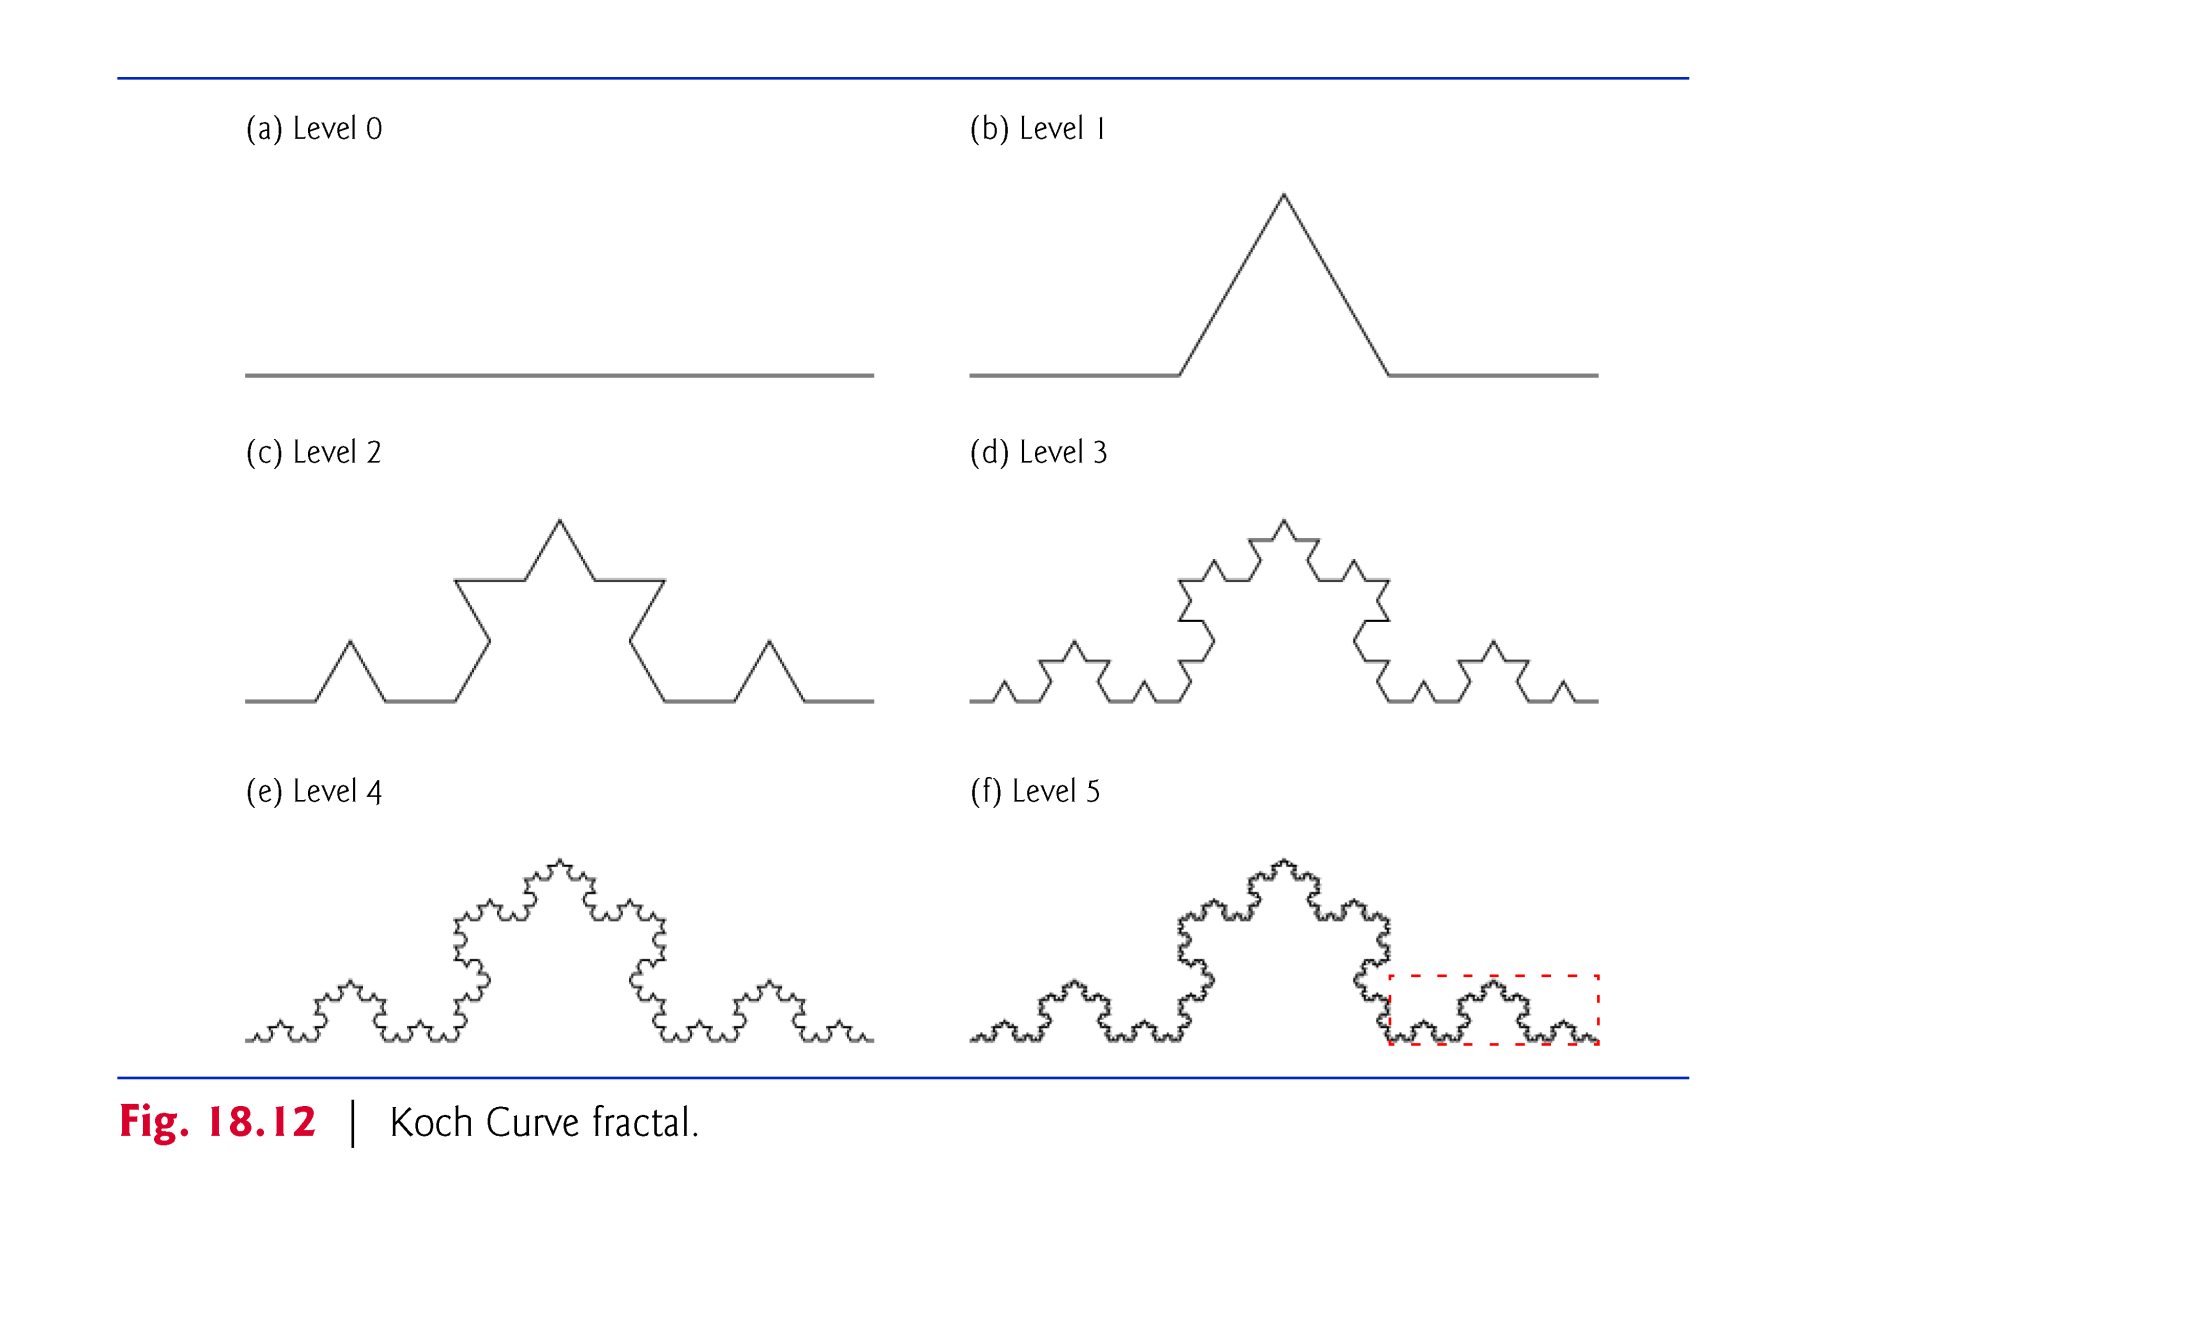 (a) Level 0
(b) Level 1
(c) Level 2
(d) Level 3
(e) Level 4
(f) Level 5
Fig. 18.12 | Koch Curve fractal.